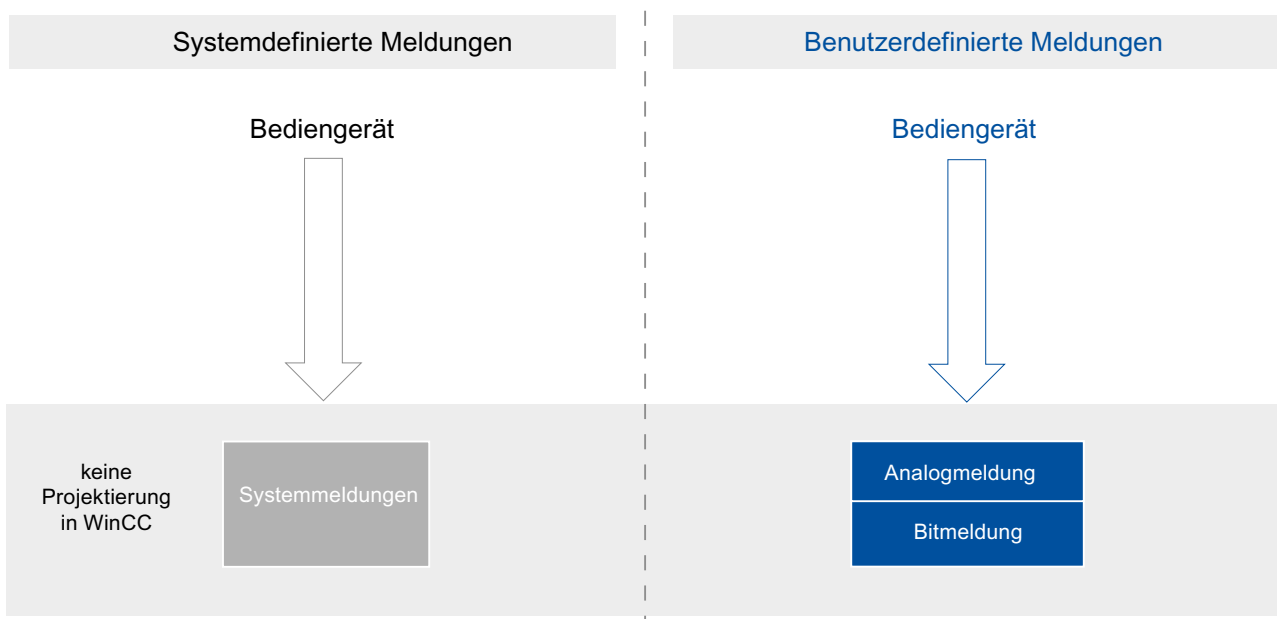 Systemdefinierte Meldungen
Benutzerdefinierte Meldungen
Bediengerät
Bediengerät
keine
Projektierung
in WinCC
Systemmeldungen
Analogmeldung
Bitmeldung